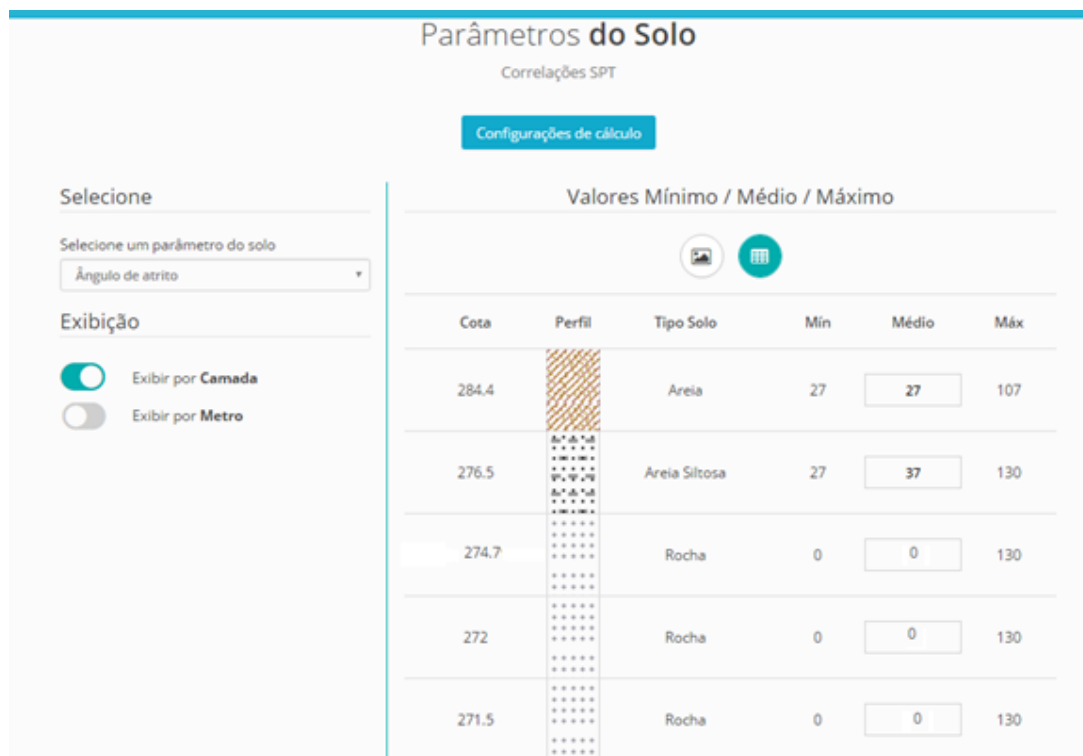 Parâmetros do Solo
Correlações SPT
Configurações de cálculo
Selecione
Selecione um parâmetro do solo
Ângulo de atrito
Exibição
Exibir por Camada
Exibir por Metro
Valores Mínimo / Médio / Máximo
Cota Perfil Tipo Solo Mín Médio Máx
284.4 Areia 27 27 107
276.5 Areia Siltosa 27 37 130
274.7 Rocha 0 0 130
272 Rocha 0 0 130
271.5 Rocha 0 0 130